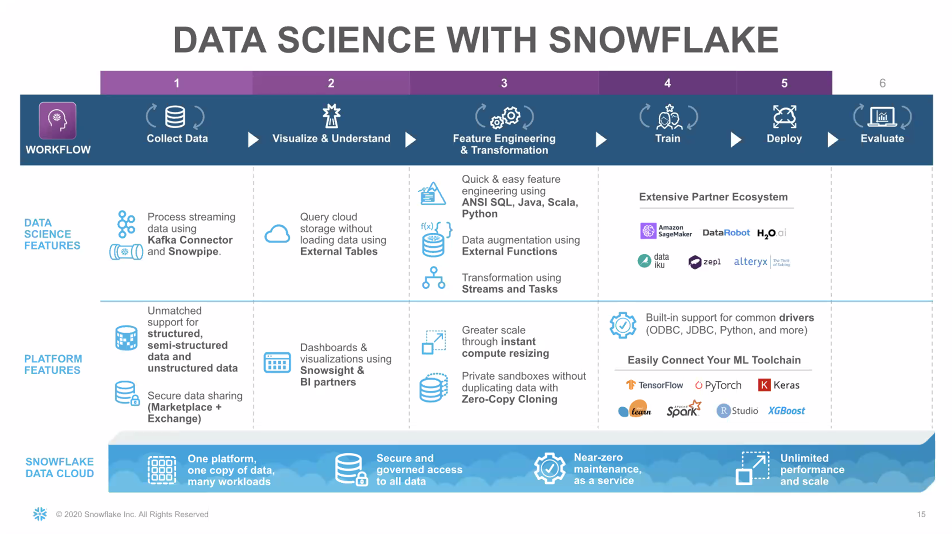 DATA SCIENCE WITH SNOWFLAKE
1
2
3
4
5
6
WORKFLOW
Collect Data
Visualize & Understand
Feature Engineering
& Transformation
Train
Deploy
Evaluate
DATA
SCIENCE
FEATURES
Process streaming
data using
Kafka Connector
and Snowpipe.
Query cloud
storage without
loading data using
External Tables
Quick & easy feature
engineering using
ANSI SQL, Java, Scala,
Python
f(x) { }
Data augmentation using
External Functions
Transformation using
Streams and Tasks
Extensive Partner Ecosystem
Amazon
SageMaker
DataRobot
H2O.ai
data
iku
zepl
alteryx
PLATFORM
FEATURES
Unmatched
support for
structured,
semi-structured
data and
unstructured data
Secure data sharing
(Marketplace +
Exchange)
Dashboards &
visualizations using
Snowsight &
BI partners
Greater scale
through instant
compute resizing
Private sandboxes without
duplicating data with
Zero-Copy Cloning
Built-in support for common drivers
(ODBC, JDBC, Python, and more)
Easily Connect Your ML Toolchain
TensorFlow
PyTorch
K Keras
learn
Spark
R Studio
XGBoost
SNOWFLAKE
DATA CLOUD
One platform,
one copy of data,
many workloads
Secure and
governed access
to all data
Near-zero
maintenance,
as a service
Unlimited
performance
and scale
© 2020 Snowflake Inc. All Rights Reserved
15